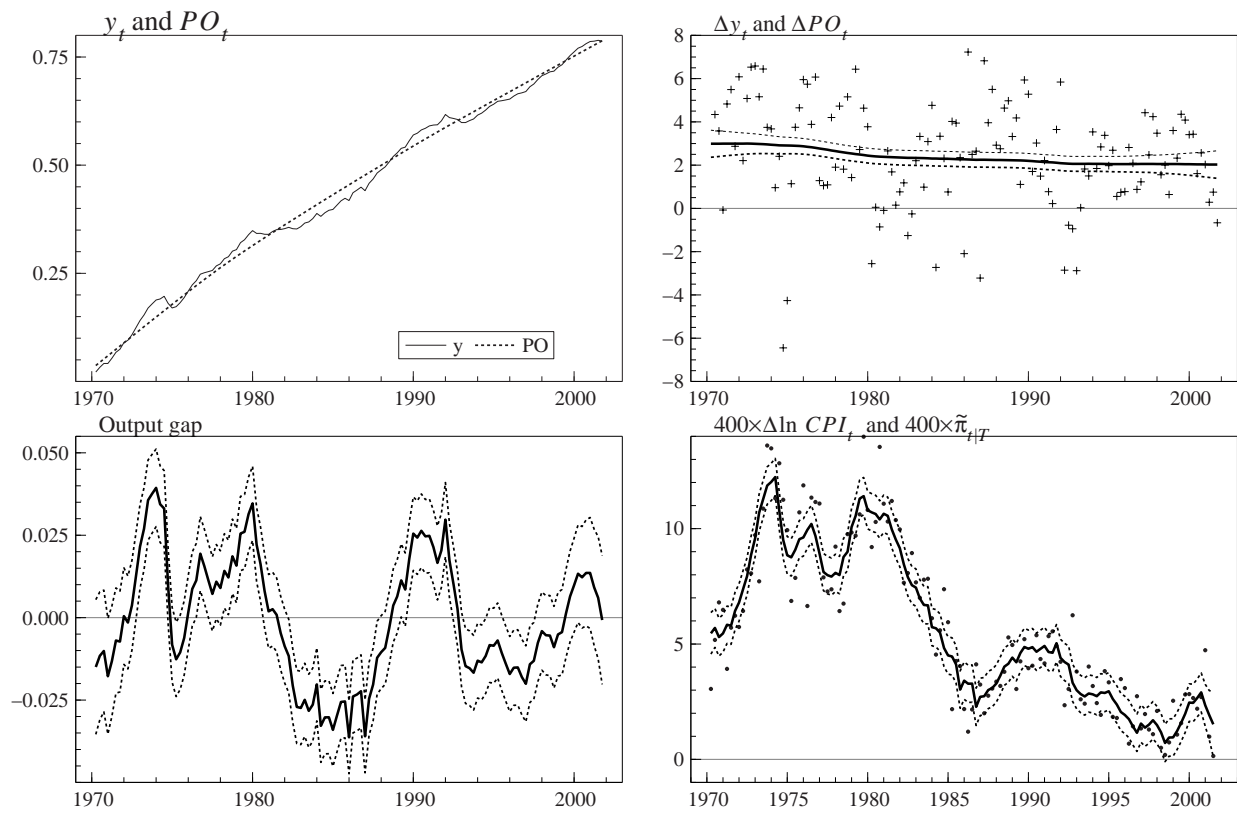 y_t and PO_t
0.75
0.50
0.25
y PO
1970 1980 1990 2000
Δy_t and ΔPO_t
8
6
4
2
0
−2
−4
−6
−8
1970 1980 1990 2000
Output gap
0.050
0.025
0.000
−0.025
1970 1980 1990 2000
400×Δln CPI_t and 400×π̃_{t|T}
10
5
0
1970 1975 1980 1985 1990 1995 2000